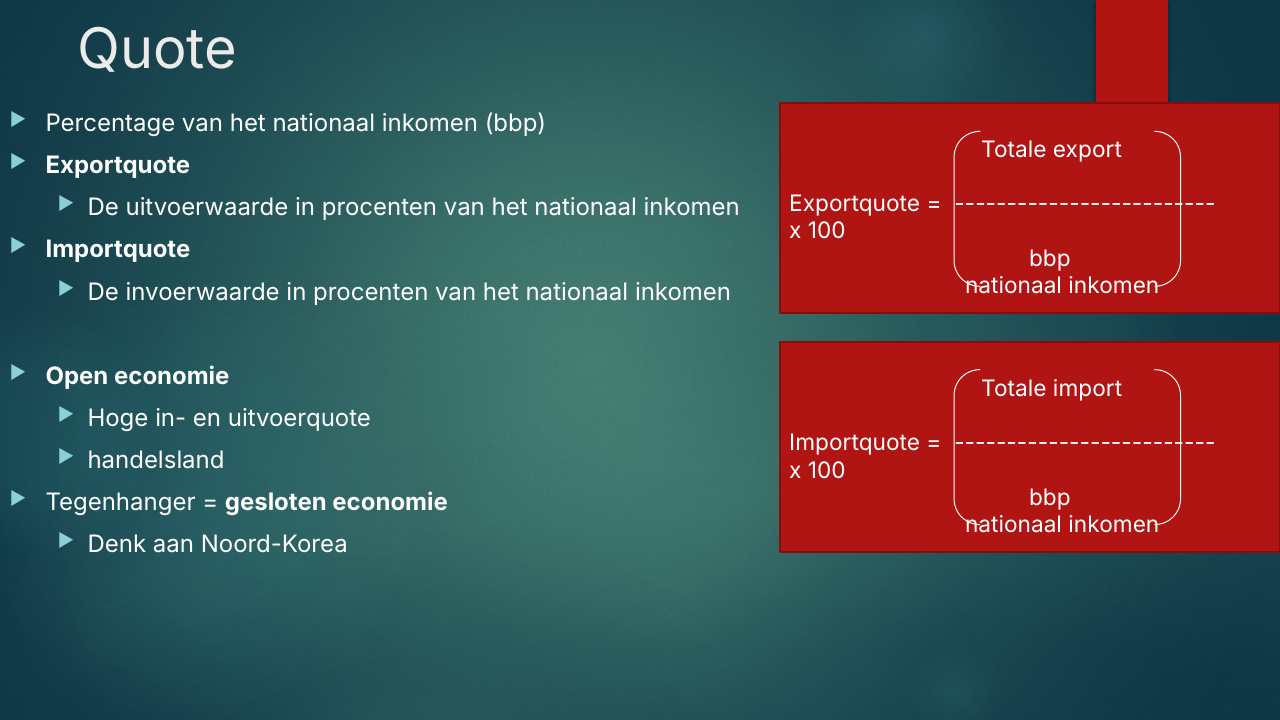 Quote
Percentage van het nationaal inkomen (bbp)
Exportquote
De uitvoerwaarde in procenten van het nationaal inkomen
Importquote
De invoerwaarde in procenten van het nationaal inkomen
Open economie
Hoge in- en uitvoerquote
handelsland
Tegenhanger = gesloten economie
Denk aan Noord-Korea
Totale export
Exportquote = --------------------------
x 100
bbp
nationaal inkomen
Totale import
Importquote = --------------------------
x 100
bbp
nationaal inkomen